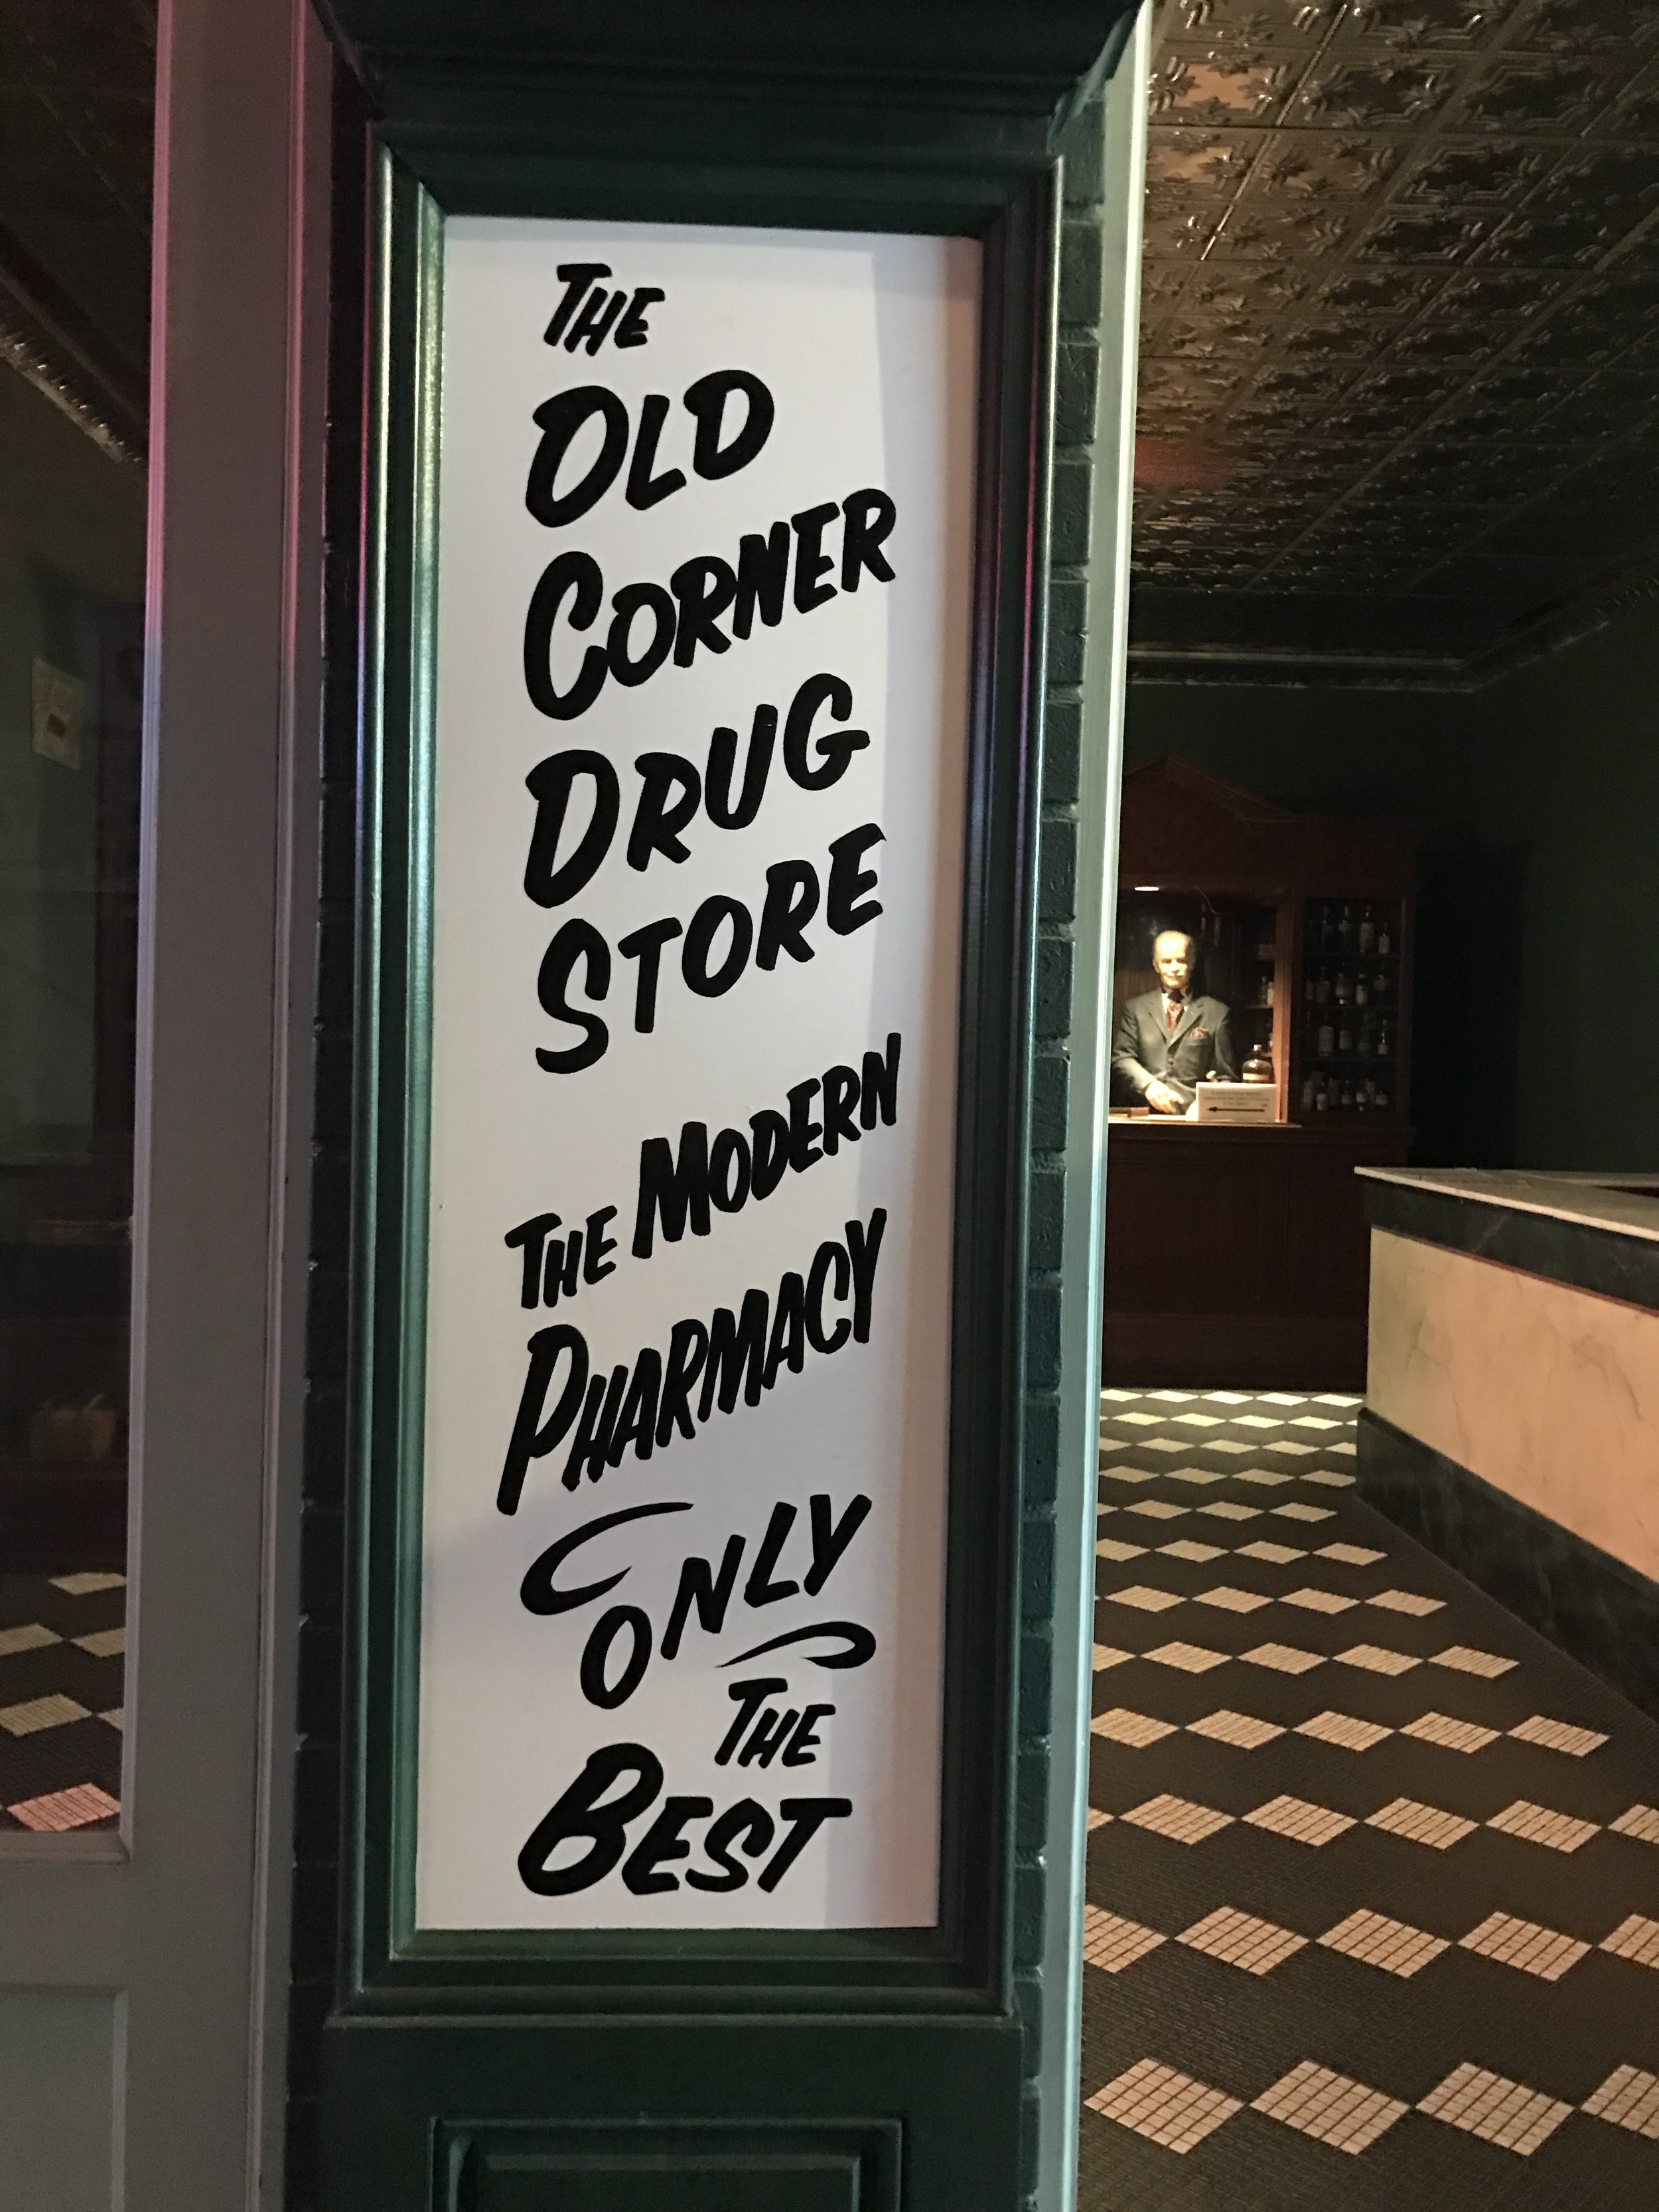 THE
OLD
CORNER
DRUG
STORE
THE MODERN
PHARMACY
ONLY
THE
BEST